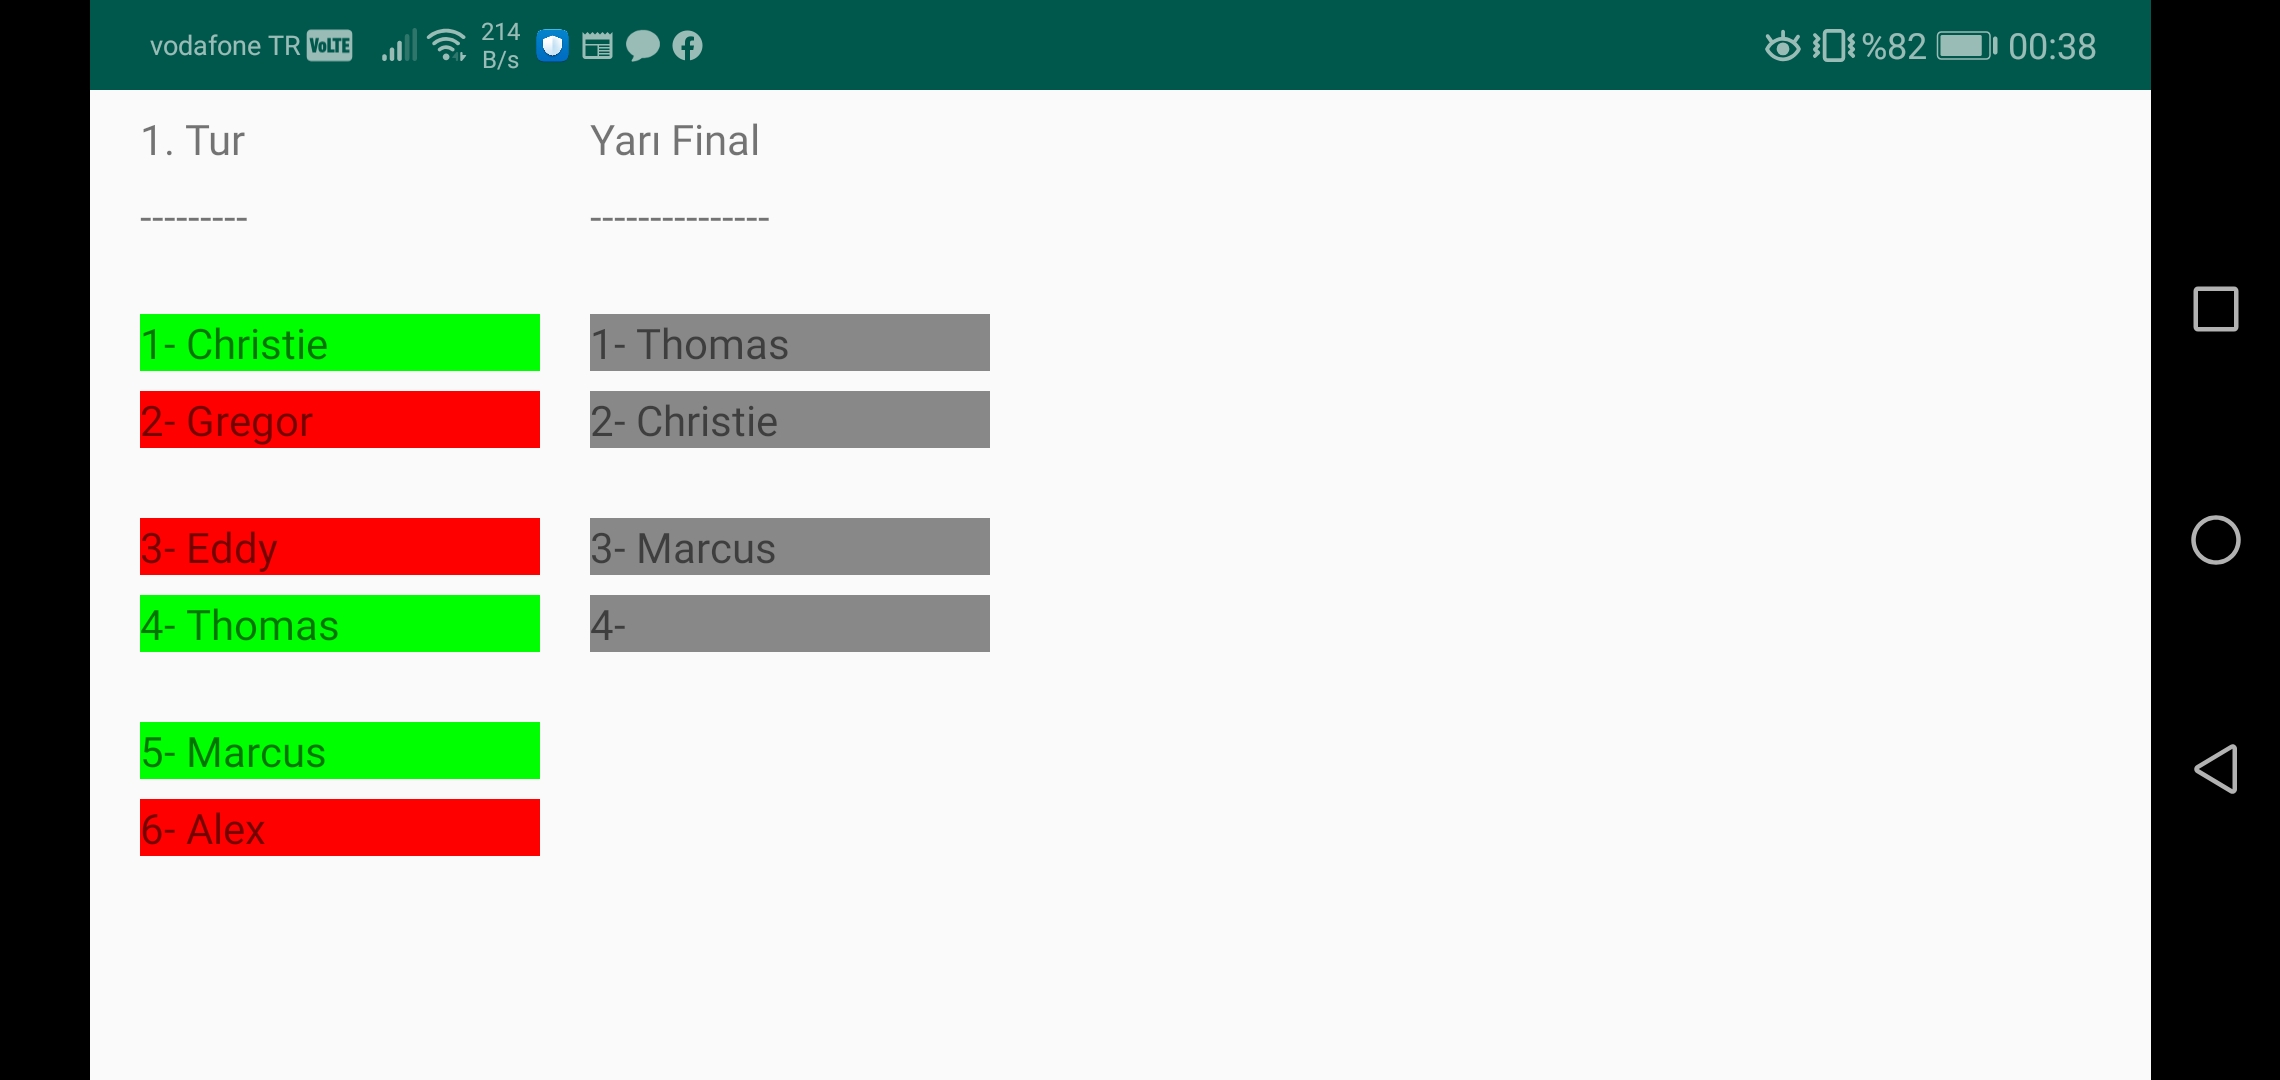 vodafone TR VoLTE 214 B/s %82 00:38
1. Tur
---------
1- Christie
2- Gregor
3- Eddy
4- Thomas
5- Marcus
6- Alex
Yarı Final
---------------
1- Thomas
2- Christie
3- Marcus
4-